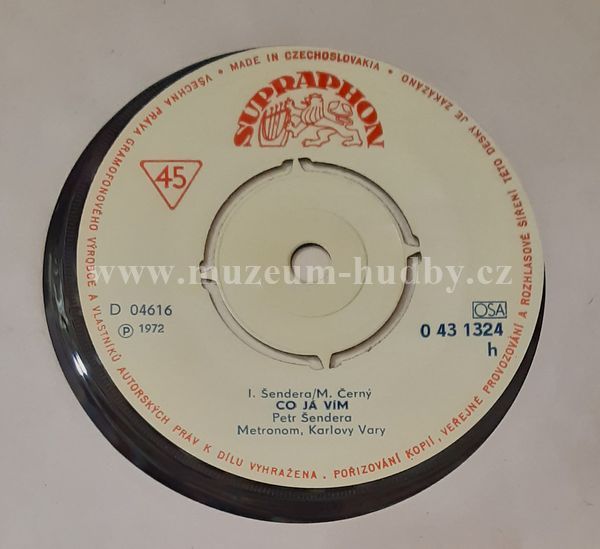 VŠECHNA PRÁVA GRAMOFONOVÉHO VÝROBCE A VLASTNÍKŮ AUTORSKÝCH PRÁV K DÍLU VYHRAŽENA. POŘIZOVÁNÍ KOPIÍ, VEŘEJNÉ PROVOZOVÁNÍ A ROZHLASOVÉ ŠÍŘENÍ TÉTO DESKY JE ZAKÁZÁNO • MADE IN CZECHOSLOVAKIA •
SUPRAPHON
45
www.muzeum-hudby.cz
D 04616
OSA
Ⓟ 1972
0 43 1324
h
I. Šendera/M. Černý
CO JÁ VÍM
Petr Šendera
Metronom, Karlovy Vary